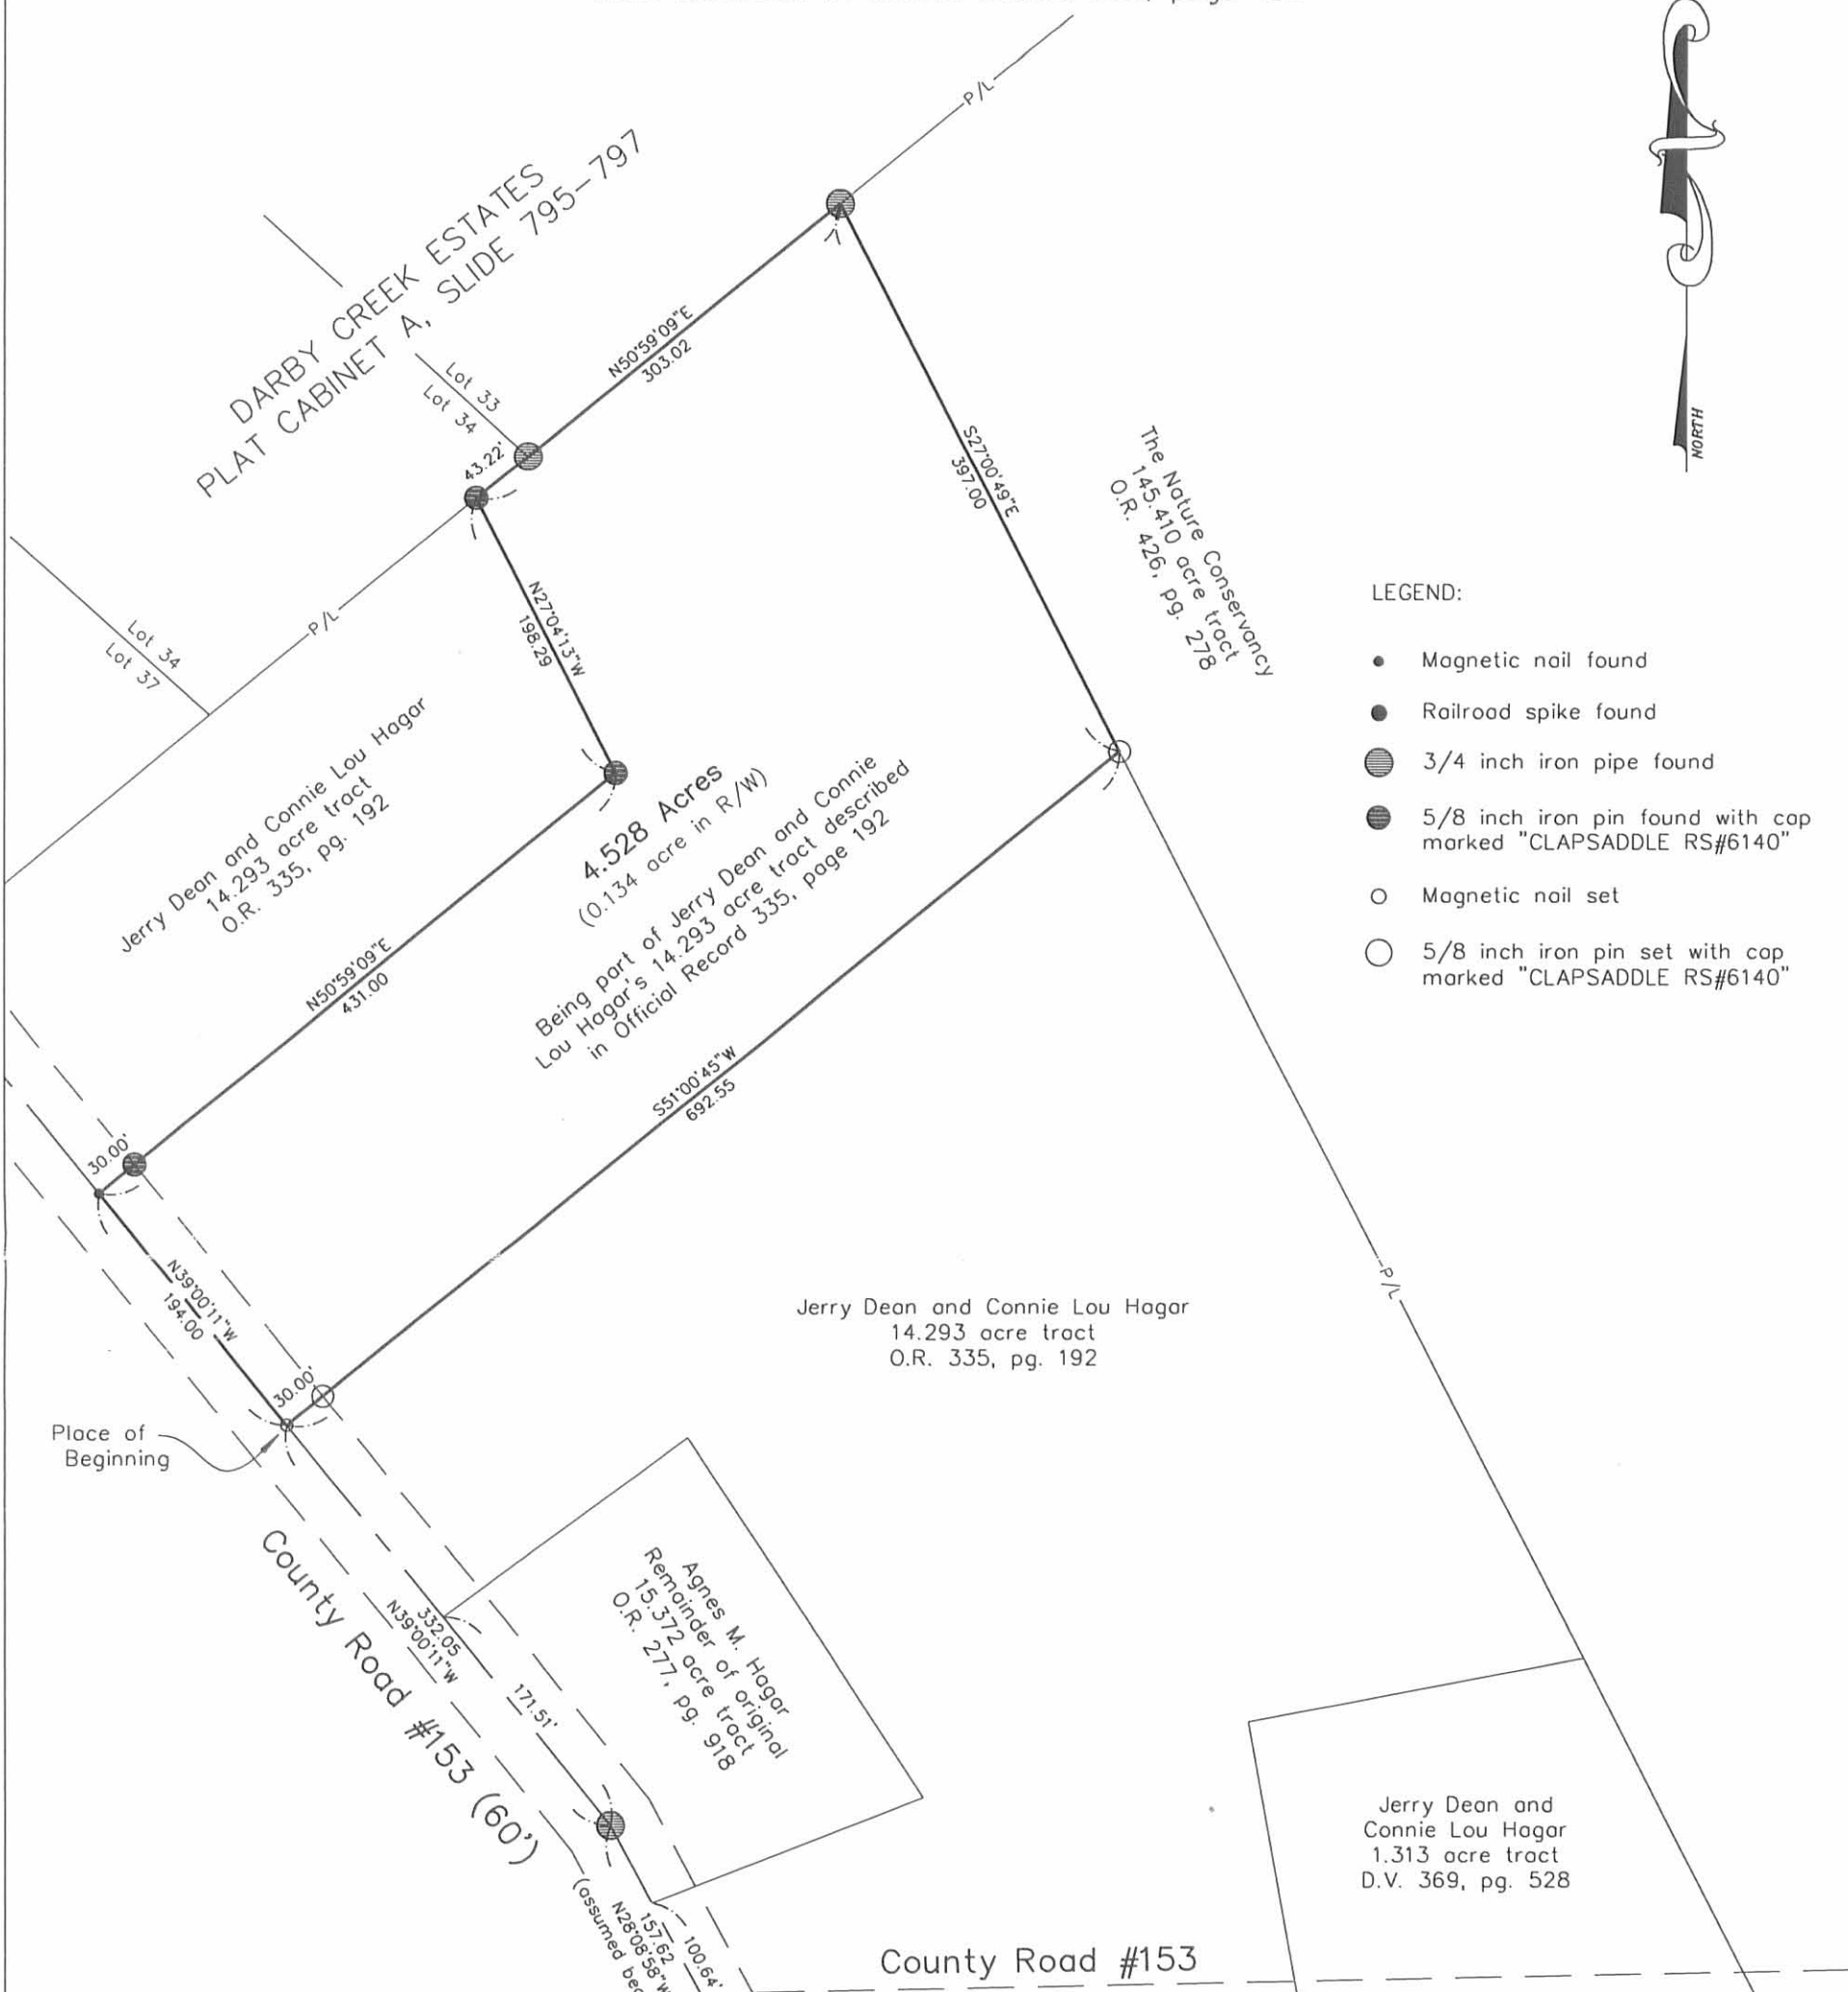 P/L
DARBY CREEK ESTATES
PLAT CABINET A, SLIDE 795-797
Lot 33
Lot 34
43.22'
N50°59'09"E
303.02
S27°00'49"E
397.00
The Nature Conservancy
145.410 acre tract
O.R. 426, pg. 278
NORTH
N27°04'13"W
198.29
P/L
Lot 34
Lot 37
Jerry Dean and Connie Lou Hagar
14.293 acre tract
O.R. 335, pg. 192
4.528 Acres
(0.134 acre in R/W)
Being part of Jerry Dean and Connie
Lou Hagar's 14.293 acre tract described
in Official Record 335, page 192
LEGEND:
Magnetic nail found
Railroad spike found
3/4 inch iron pipe found
5/8 inch iron pin found with cap
marked "CLAPSADDLE RS#6140"
Magnetic nail set
5/8 inch iron pin set with cap
marked "CLAPSADDLE RS#6140"
N50°59'09"E
431.00
S51°00'45"W
692.55
30.00'
N39°00'11"W
194.00
30.00'
Place of
Beginning
Jerry Dean and Connie Lou Hagar
14.293 acre tract
O.R. 335, pg. 192
P/L
County Road #153 (60')
332.05
N39°00'11"W
171.51'
Agnes M. Hagar
Remainder of original
15.372 acre tract
O.R. 277, pg. 918
100.64'
157.62
N28°08'58"W
(assumed
Jerry Dean and
Connie Lou Hagar
1.313 acre tract
D.V. 369, pg. 528
County Road #153